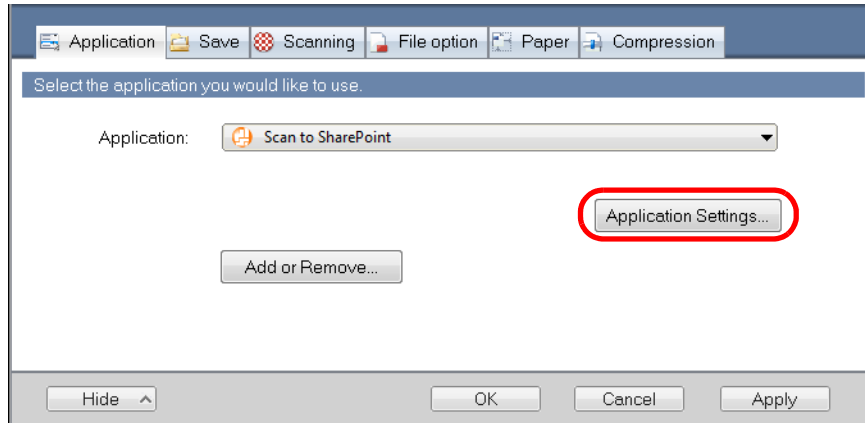 Application Save Scanning File option Paper Compression
Select the application you would like to use.
Application: Scan to SharePoint
Application Settings...
Add or Remove...
Hide OK Cancel Apply